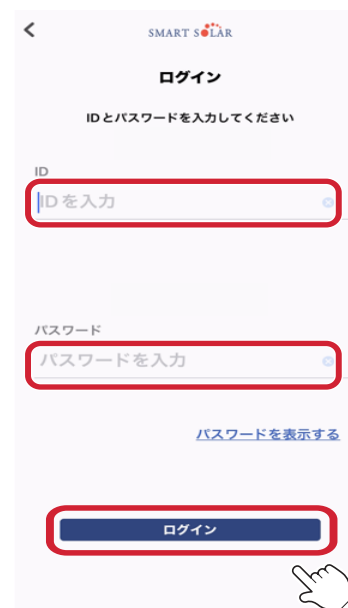 SMART SOLAR
ログイン
IDとパスワードを入力してください
ID
IDを入力
パスワード
パスワードを入力
パスワードを表示する
ログイン